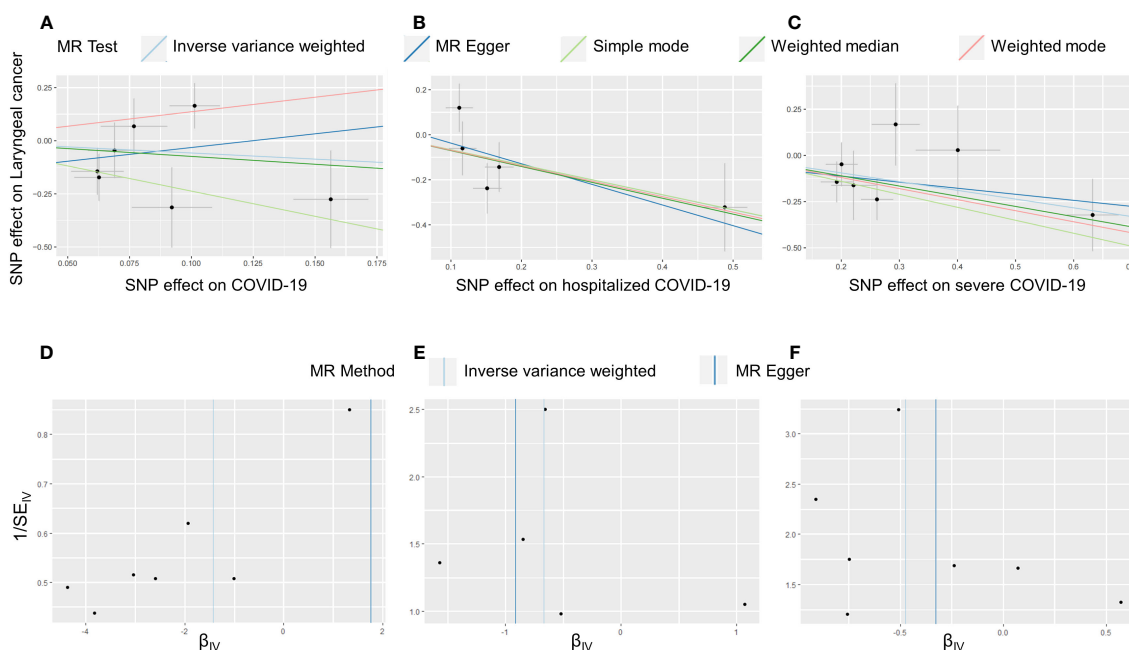 A B C
MR Test Inverse variance weighted MR Egger Simple mode Weighted median Weighted mode
SNP effect on Laryngeal cancer
0.25
0.00
−0.25
−0.50
0.050 0.075 0.100 0.125 0.150 0.175
SNP effect on COVID-19
0.2
0.0
−0.2
−0.4
0.1 0.2 0.3 0.4 0.5
SNP effect on hospitalized COVID-19
0.25
0.00
−0.25
−0.50
0.2 0.3 0.4 0.5 0.6
SNP effect on severe COVID-19
D E F
MR Method Inverse variance weighted MR Egger
1/SE_IV
0.8
0.7
0.6
0.5
-4 -2 0 2
β_IV
2.5
2.0
1.5
1.0
-1 0 1
β_IV
3.0
2.5
2.0
1.5
-0.5 0.0 0.5
β_IV